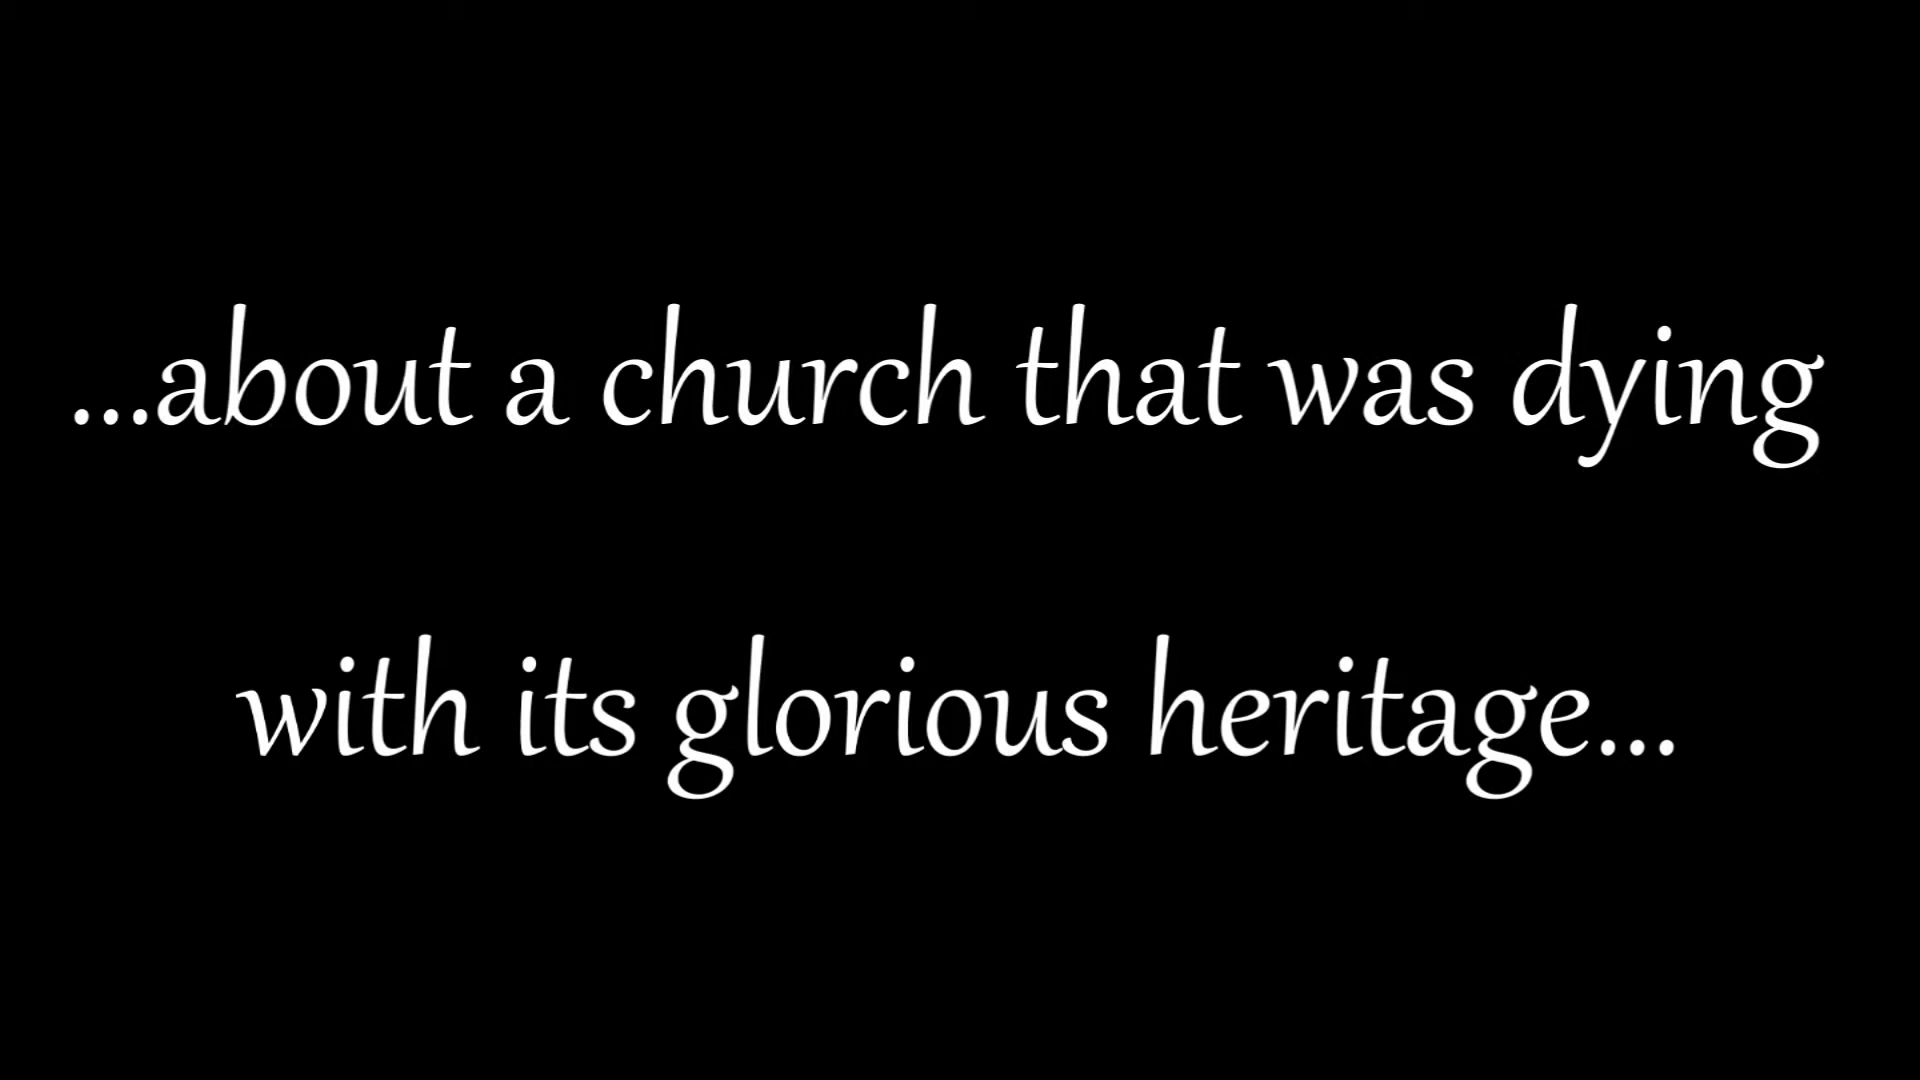 ...about a church that was dying
with its glorious heritage...